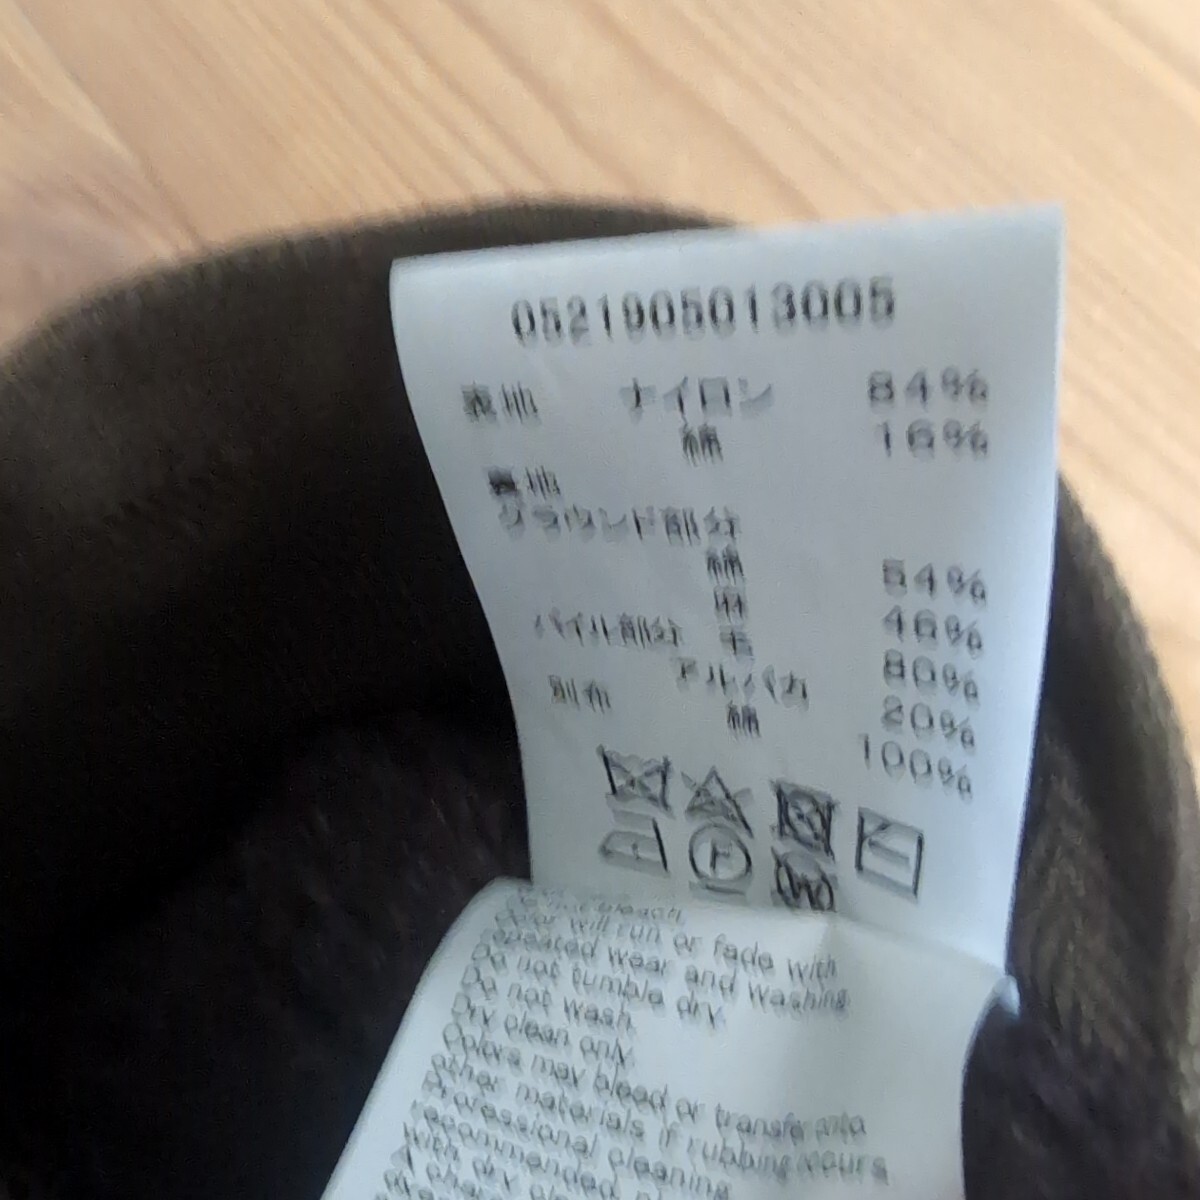 0521905013005
表地 ナイロン 84%
綿 16%
裏地
グラウンド部分
綿 54%
麻 46%
パイル部分 毛 80%
アルパカ 20%
別布 綿 100%
bleach
Color will run or fade with
repeated wear and washing
Do not tumble dry.
Do not wash.
Dry clean only.
Colors may bleed or transfer onto
other materials if rubbing occurs
Professional cleaning
recommended
with dry